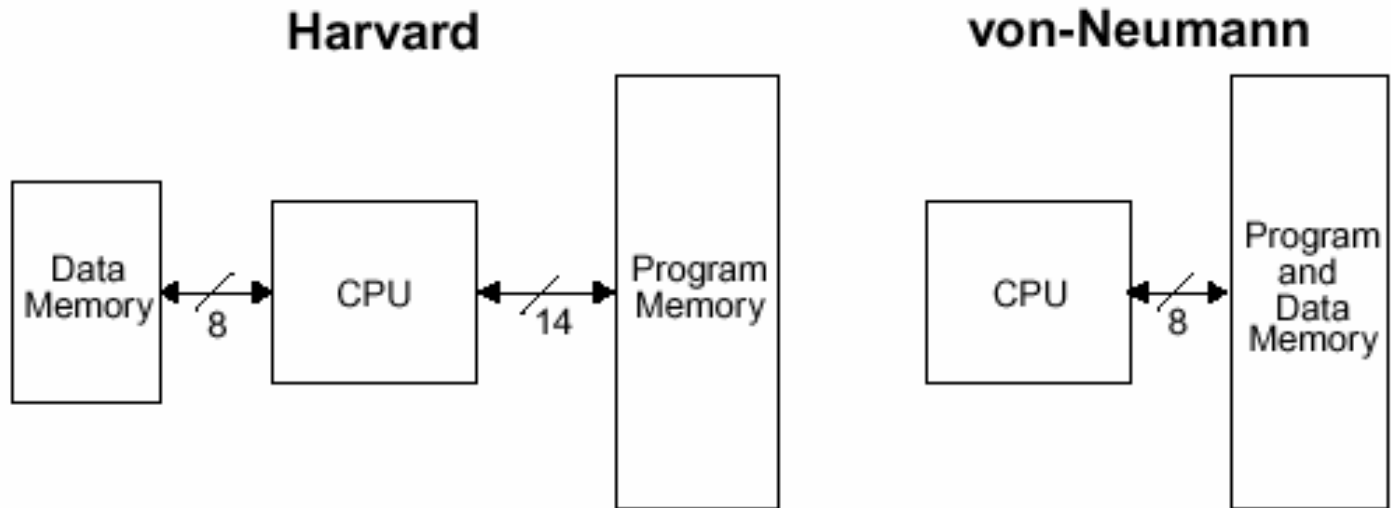 Harvard
von-Neumann
Data
Memory
8
CPU
14
Program
Memory
CPU
8
Program
and
Data
Memory